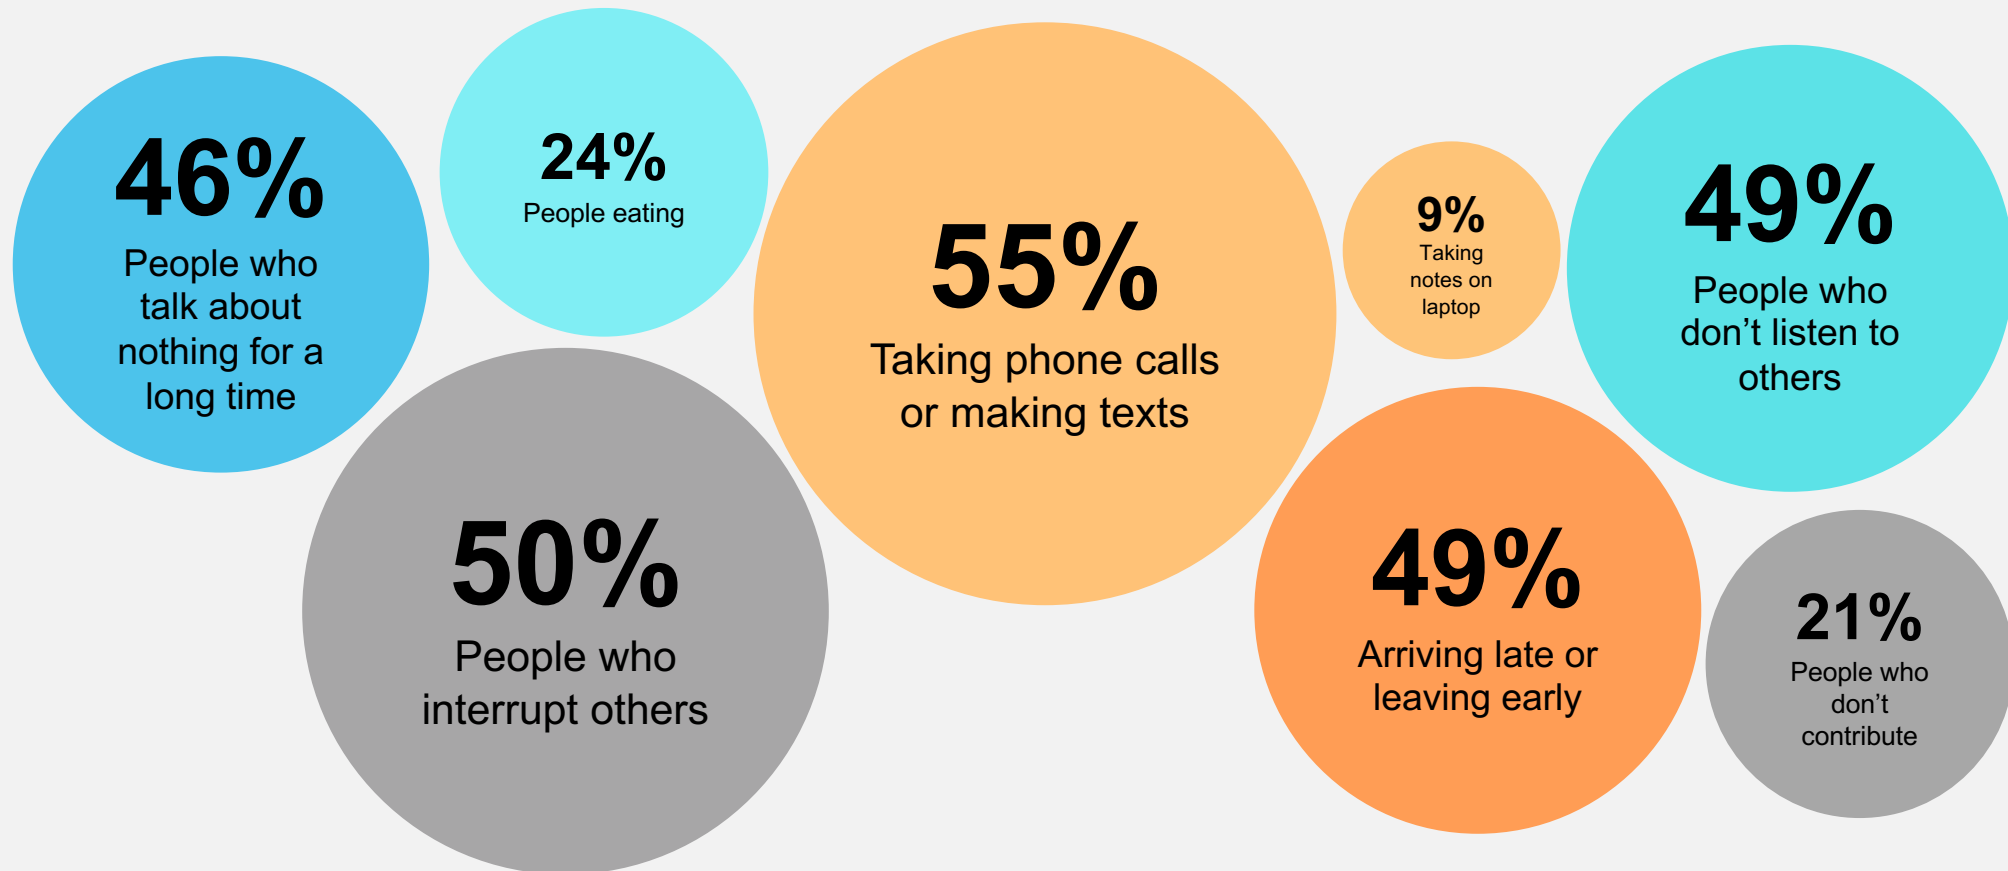 46%
People who
talk about
nothing for a
long time
24%
People eating
55%
Taking phone calls
or making texts
9%
Taking
notes on
laptop
49%
People who
don’t listen to
others
50%
People who
interrupt others
49%
Arriving late or
leaving early
21%
People who
don’t
contribute